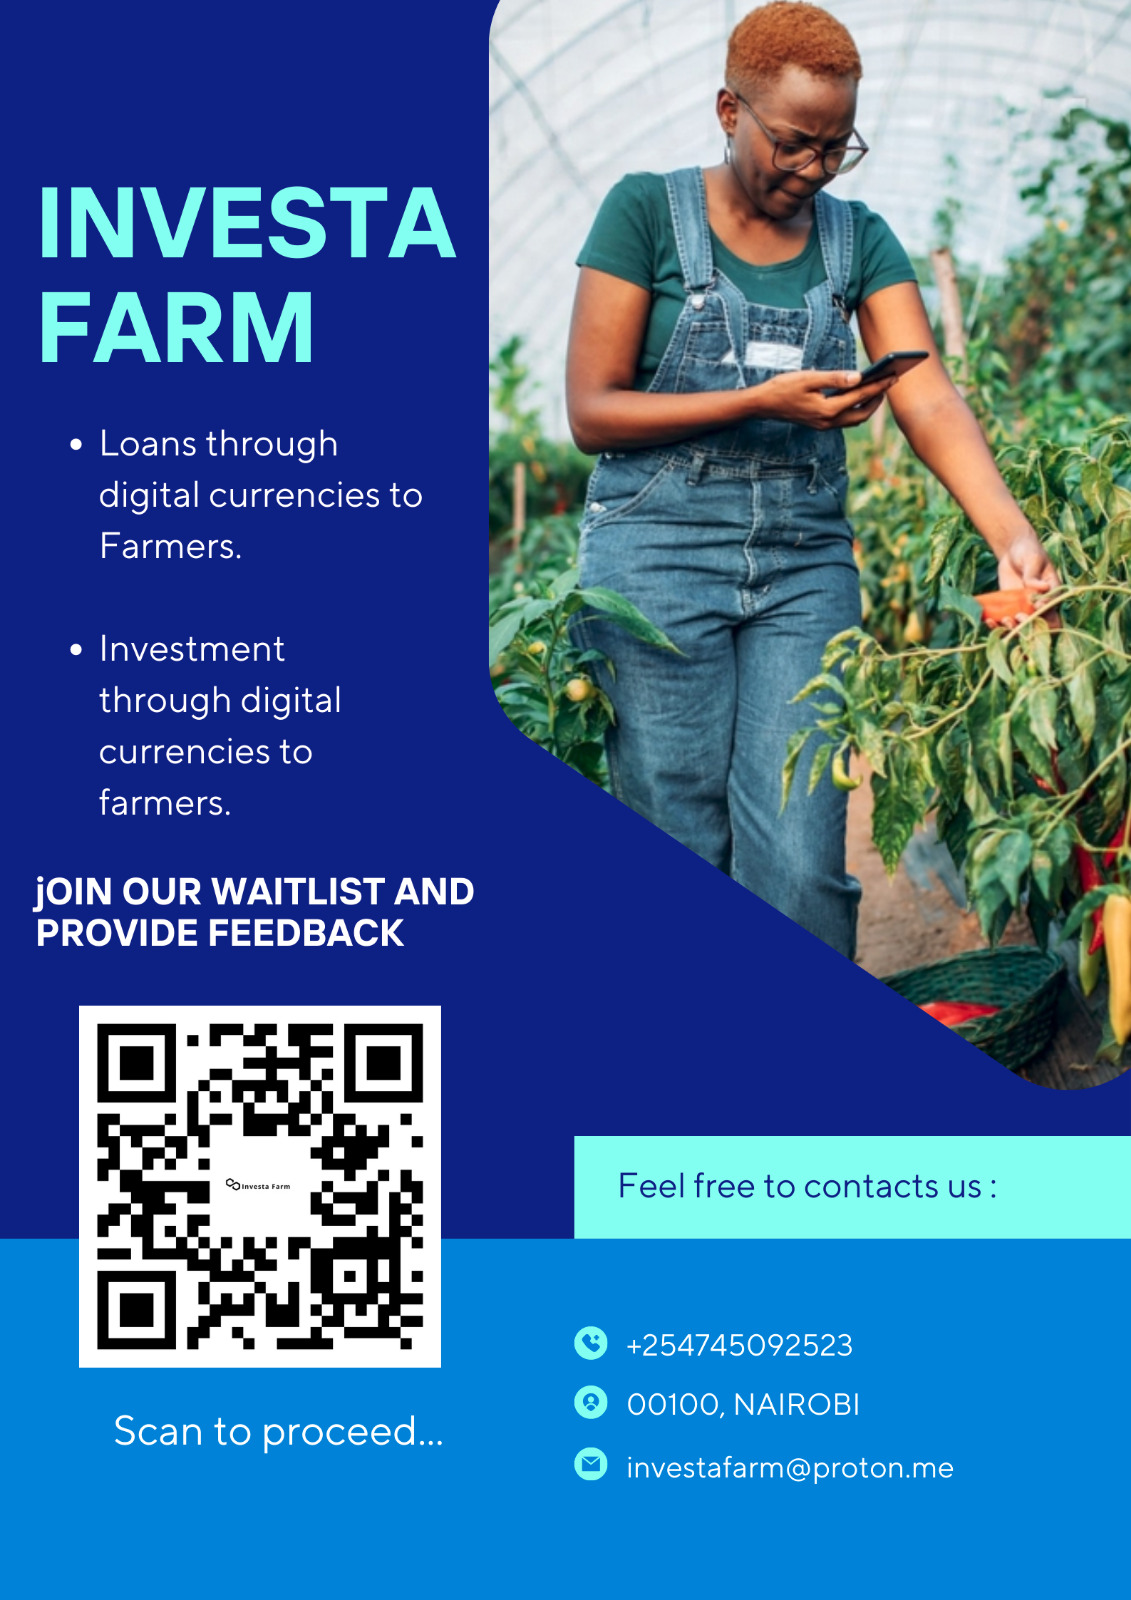 INVESTA
FARM
• Loans through
digital currencies to
Farmers.
• Investment
through digital
currencies to
farmers.
jOIN OUR WAITLIST AND
PROVIDE FEEDBACK
Investa Farm
Scan to proceed...
Feel free to contacts us :
+254745092523
00100, NAIROBI
investafarm@proton.me